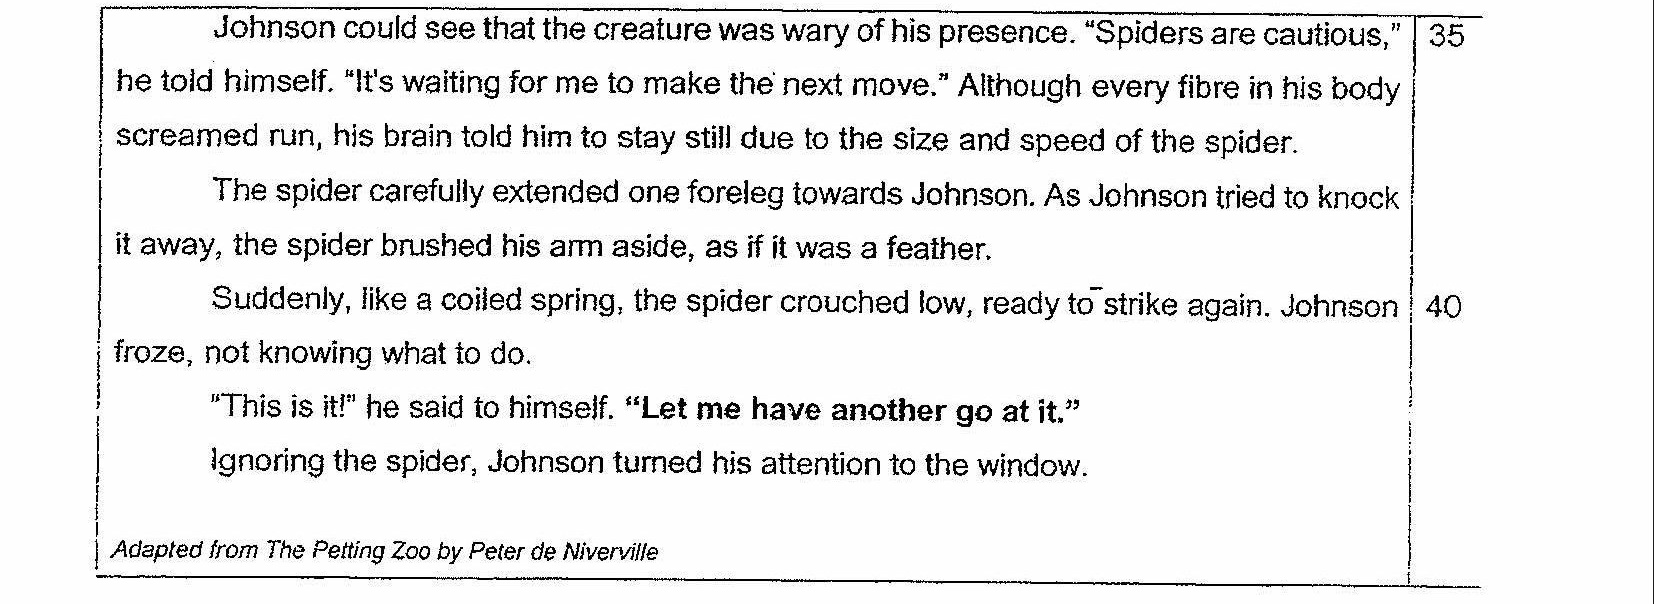 Johnson could see that the creature was wary of his presence. “Spiders are cautious,” 35
he told himself. “It's waiting for me to make the next move.” Although every fibre in his body
screamed run, his brain told him to stay still due to the size and speed of the spider.
The spider carefully extended one foreleg towards Johnson. As Johnson tried to knock
it away, the spider brushed his arm aside, as if it was a feather.
Suddenly, like a coiled spring, the spider crouched low, ready to strike again. Johnson 40
froze, not knowing what to do.
"This is it!" he said to himself. “Let me have another go at it.”
Ignoring the spider, Johnson turned his attention to the window.
Adapted from The Petting Zoo by Peter de Niverville